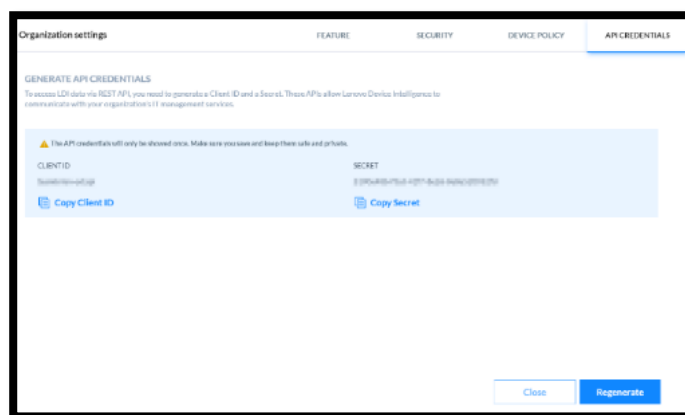 Organization settings
FEATURE
SECURITY
DEVICE POLICY
API CREDENTIALS
GENERATE API CREDENTIALS
To access LDI data via REST API, you need to generate a Client ID and a Secret. These APIs allow Lenovo Device Intelligence to
communicate with your organization's IT management services.
The API credentials will only be showed once. Make sure you save and keep them safe and private.
CLIENT ID
SECRET
Copy Client ID
Copy Secret
Close
Regenerate